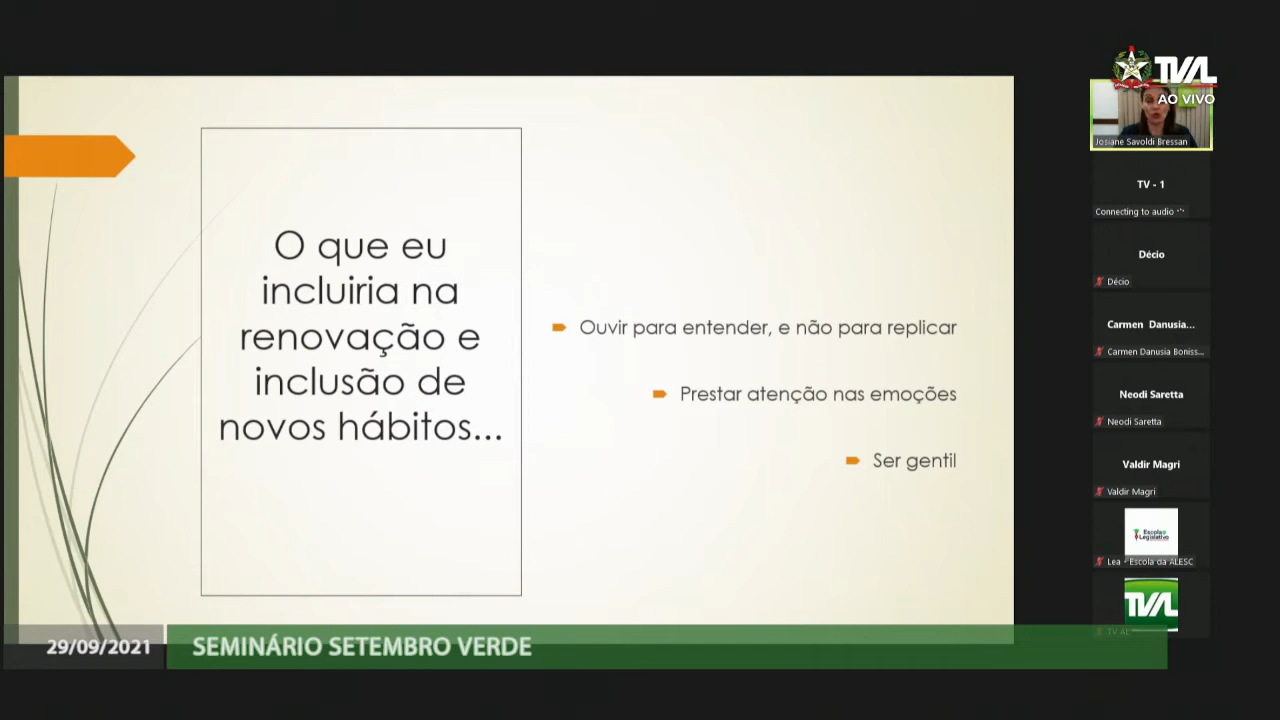 O que eu
incluiria na
renovação e
inclusão de
novos hábitos...
Ouvir para entender, e não para replicar
Prestar atenção nas emoções
Ser gentil
TVAL
AO VIVO
Josiane Savoldi Bressan
TV - 1
Connecting to audio
Décio
Décio
Carmen Danusia...
Carmen Danusia Boniss...
Neodi Saretta
Neodi Saretta
Valdir Magri
Valdir Magri
Escola
Legislativo
Lea - Escola da ALESC
TVAL
TV AL
29/09/2021
SEMINÁRIO SETEMBRO VERDE